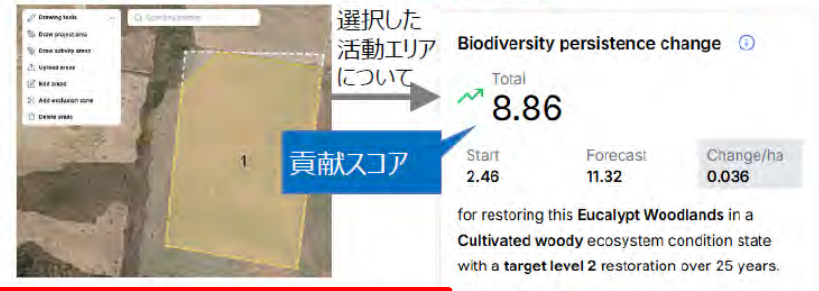 Drawing tools
Draw project area
Draw activity areas
Upload areas
Edit areas
Add exclusion zone
Delete areas
1
選択した
活動エリア
について
貢献スコア
Biodiversity persistence change
Total
8.86
Start
Forecast
Change/ha
2.46
11.32
0.036
for restoring this Eucalypt Woodlands in a
Cultivated woody ecosystem condition state
with a target level 2 restoration over 25 years.